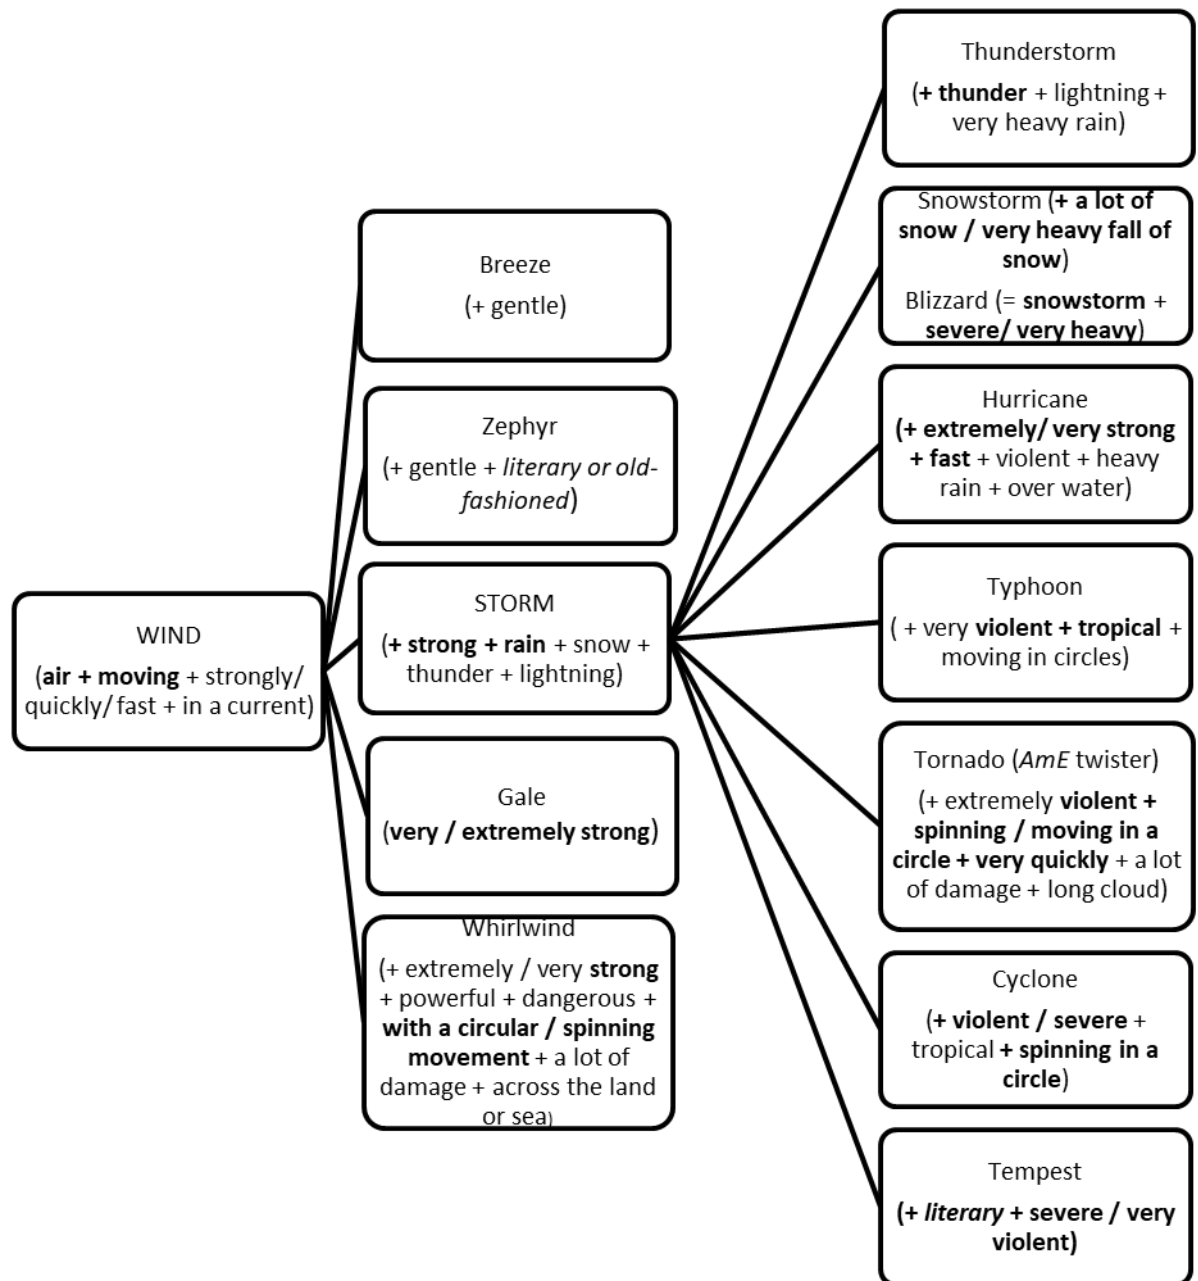 WIND
(air + moving + strongly/
quickly/ fast + in a current)
Breeze
(+ gentle)
Zephyr
(+ gentle + literary or old-
fashioned)
STORM
(+ strong + rain + snow +
thunder + lightning)
Gale
(very / extremely strong)
Whirlwind
(+ extremely / very strong
+ powerful + dangerous +
with a circular / spinning
movement + a lot of
damage + across the land
or sea)
Thunderstorm
(+ thunder + lightning +
very heavy rain)
Snowstorm (+ a lot of
snow / very heavy fall of
snow)
Blizzard (= snowstorm +
severe/ very heavy)
Hurricane
(+ extremely/ very strong
+ fast + violent + heavy
rain + over water)
Typhoon
( + very violent + tropical +
moving in circles)
Tornado (AmE twister)
(+ extremely violent +
spinning / moving in a
circle + very quickly + a lot
of damage + long cloud)
Cyclone
(+ violent / severe +
tropical + spinning in a
circle)
Tempest
(+ literary + severe / very
violent)